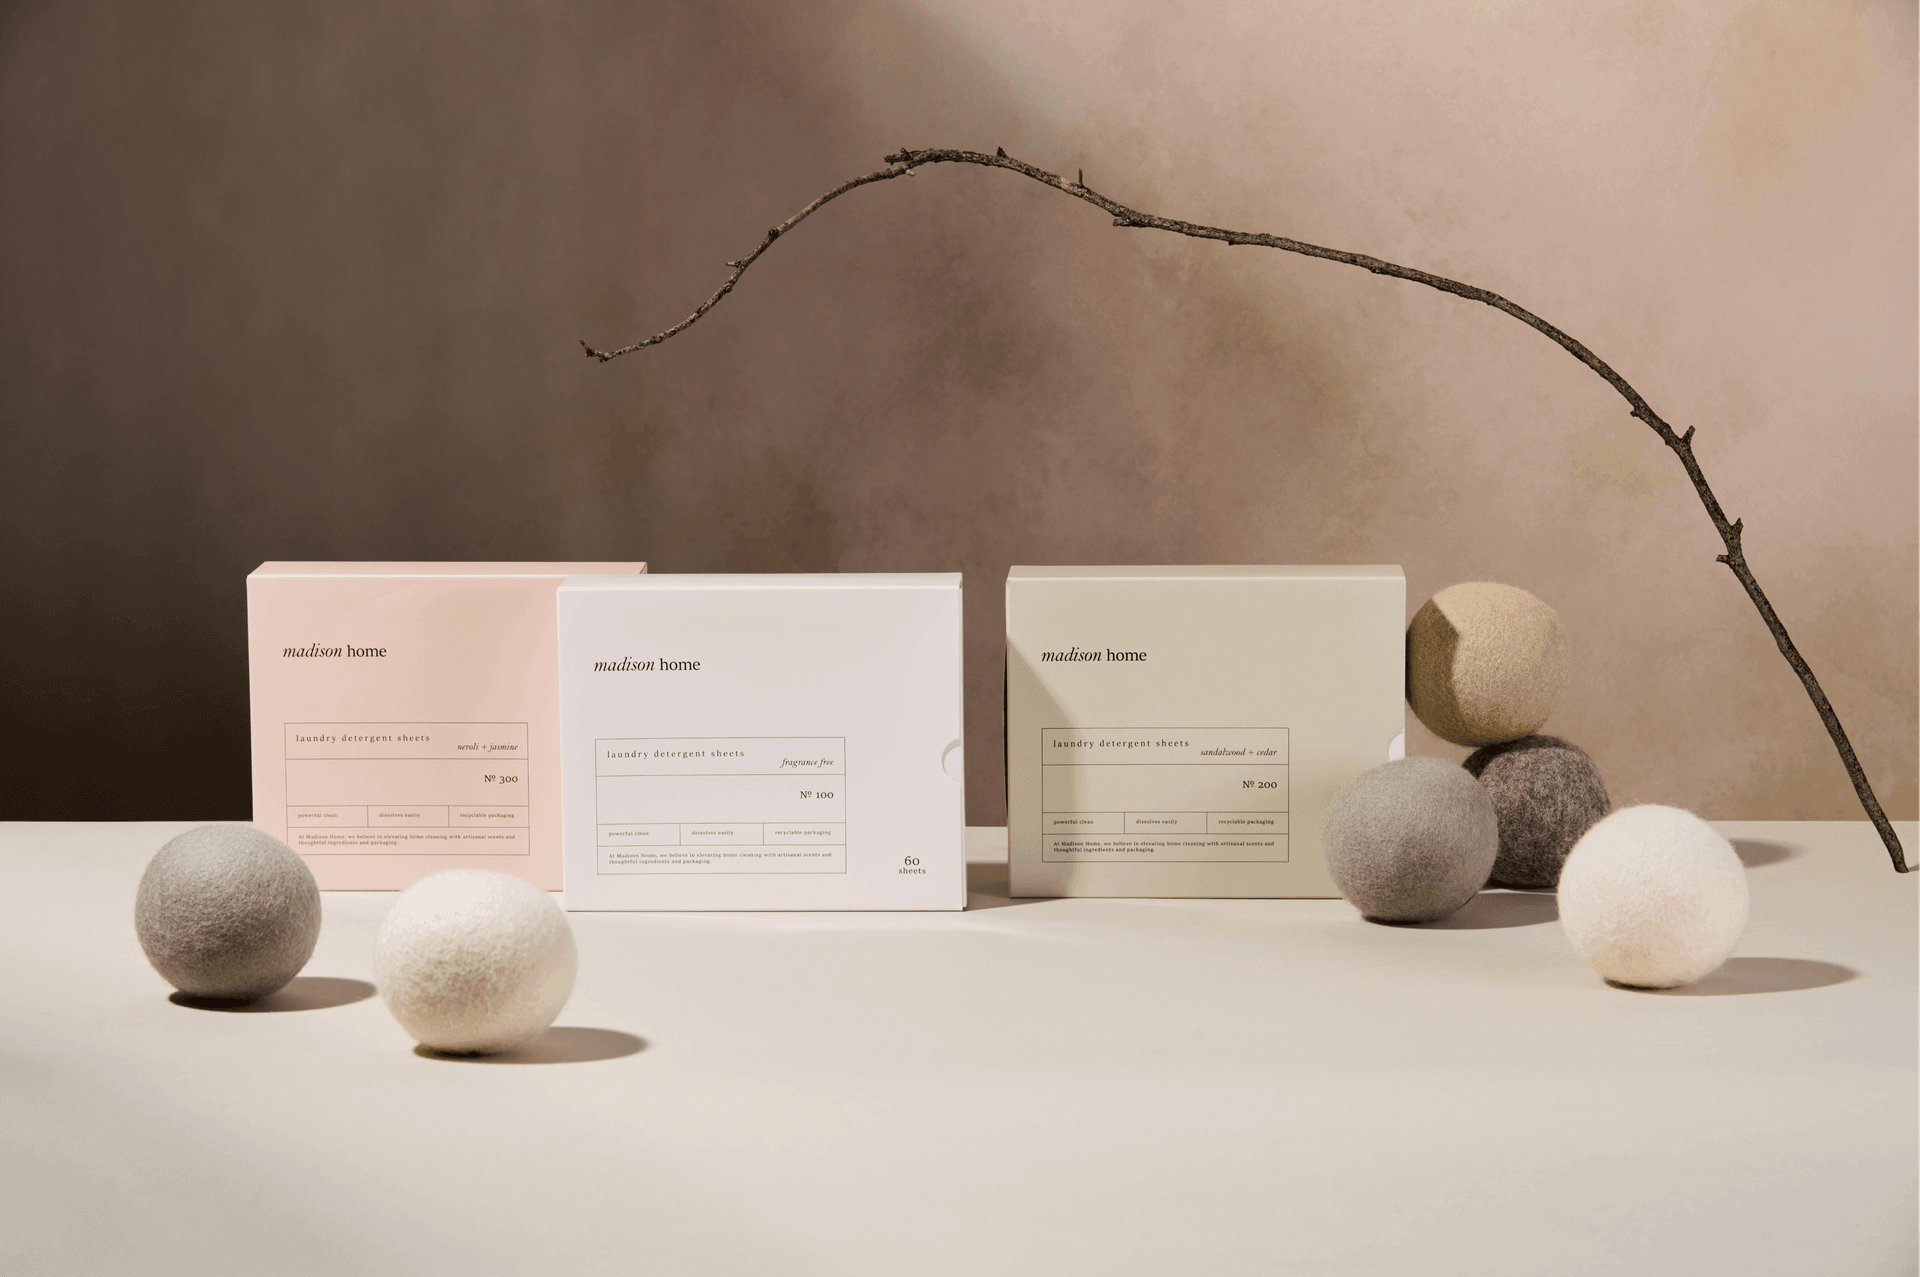 madison home
laundry detergent sheets
neroli + jasmine
Nº 300
powerful clean
dissolves easily
recyclable packaging
At Madison Home, we believe in elevating home cleaning with artisanal scents and
thoughtful ingredients and packaging.
madison home
laundry detergent sheets
fragrance free
Nº 100
powerful clean
dissolves easily
recyclable packaging
At Madison Home, we believe in elevating home cleaning with artisanal scents and
thoughtful ingredients and packaging.
60
sheets
madison home
laundry detergent sheets
sandalwood + cedar
Nº 200
powerful clean
dissolves easily
recyclable packaging
At Madison Home, we believe in elevating home cleaning with artisanal scents and
thoughtful ingredients and packaging.